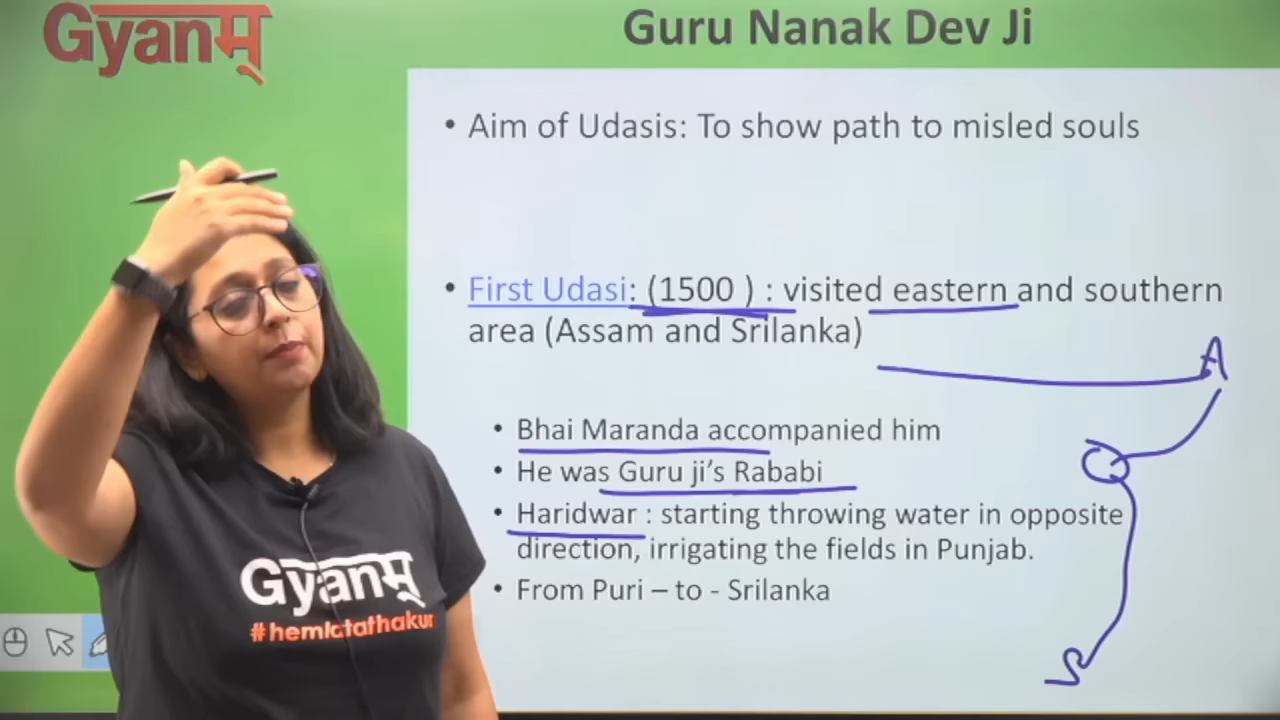 Gyanम्
Guru Nanak Dev Ji
• Aim of Udasis: To show path to misled souls
• First Udasi: (1500 ) : visited eastern and southern
area (Assam and Srilanka)
A
• Bhai Maranda accompanied him
• He was Guru ji's Rababi
• Haridwar : starting throwing water in opposite
direction, irrigating the fields in Punjab.
• From Puri – to - Srilanka
S
Gyanम्
#hemlatathakur